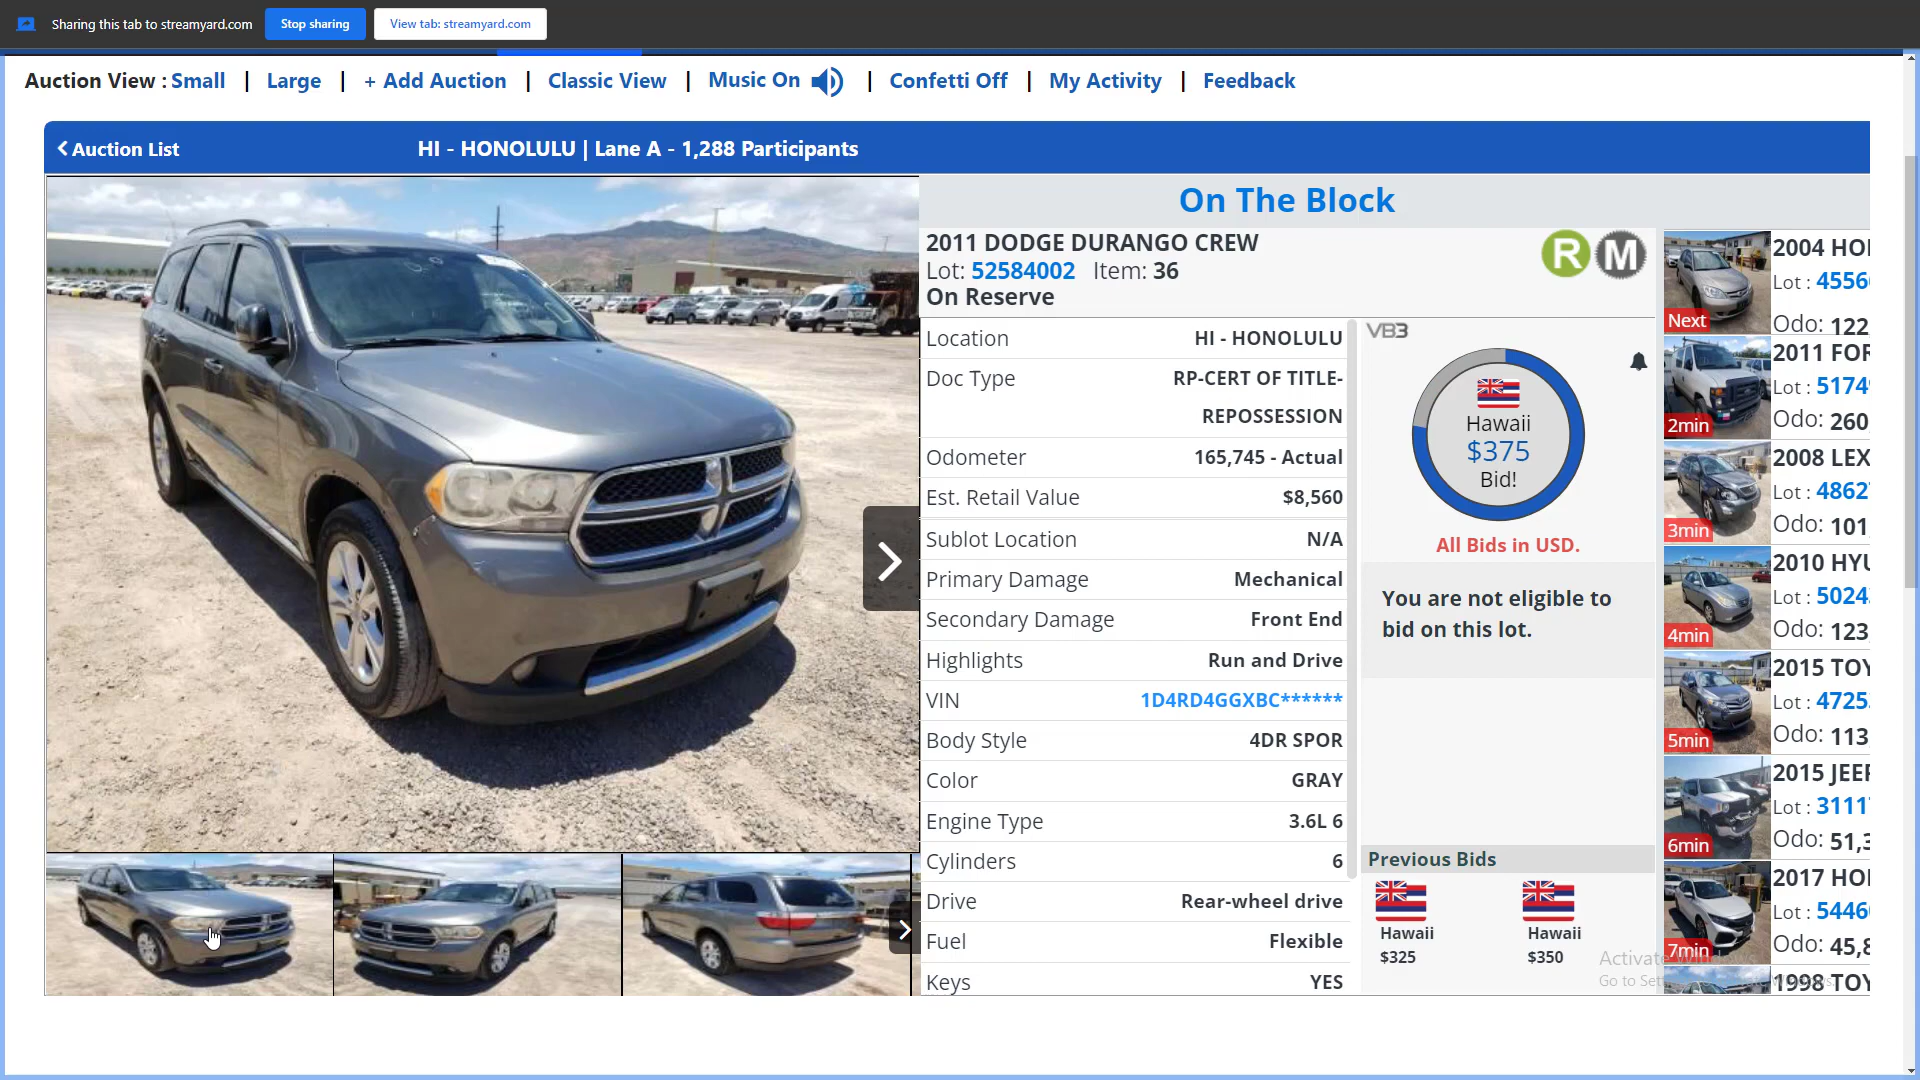 Sharing this tab to streamyard.com
Stop sharing
View tab: streamyard.com
Auction View : Small | Large | + Add Auction | Classic View | Music On | Confetti Off | My Activity | Feedback
Auction List
HI - HONOLULU | Lane A - 1,288 Participants
On The Block
2011 DODGE DURANGO CREW
Lot: 52584002 Item: 36
On Reserve
R M
Location HI - HONOLULU
Doc Type RP-CERT OF TITLE-
REPOSSESSION
Odometer 165,745 - Actual
Est. Retail Value $8,560
Sublot Location N/A
Primary Damage Mechanical
Secondary Damage Front End
Highlights Run and Drive
VIN 1D4RD4GGXBC******
Body Style 4DR SPOR
Color GRAY
Engine Type 3.6L 6
Cylinders 6
Drive Rear-wheel drive
Fuel Flexible
Keys YES
VB3
Hawaii
$375
Bid!
All Bids in USD.
You are not eligible to
bid on this lot.
Previous Bids
Hawaii
$325
Hawaii
$350
Next
2004 HO
Lot : 4556
Odo: 122
2min
2011 FOR
Lot : 5174
Odo: 260
3min
2008 LEX
Lot : 4862
Odo: 101,
4min
2010 HYU
Lot : 5024
Odo: 123,
5min
2015 TOY
Lot : 4725
Odo: 113
6min
2015 JEEP
Lot : 3111
Odo: 51,3
7min
2017 HO
Lot : 5446
Odo: 45,8
1998 TOY
Activate
Go to Set